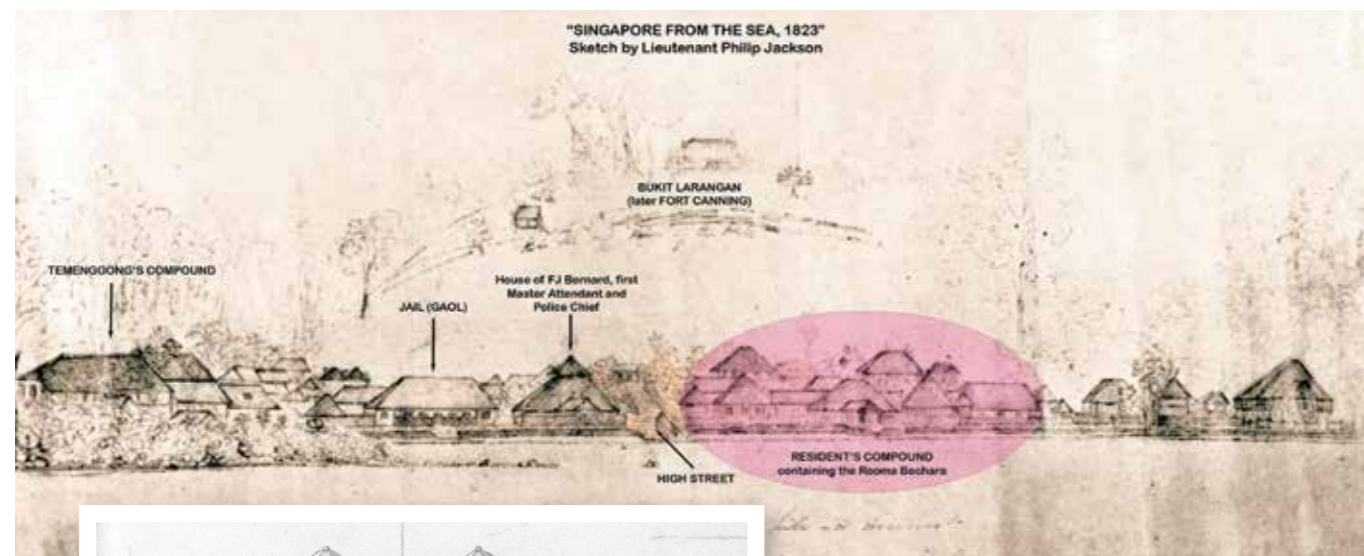 "SINGAPORE FROM THE SEA, 1823"
Sketch by Lieutenant Philip Jackson
BUKIT LARANGAN
(later FORT CANNING)
TEMENGGONG'S COMPOUND
JAIL (GAOL)
House of FJ Bernard, first
Master Attendant and
Police Chief
HIGH STREET
RESIDENT'S COMPOUND
containing the Rooma Bechara